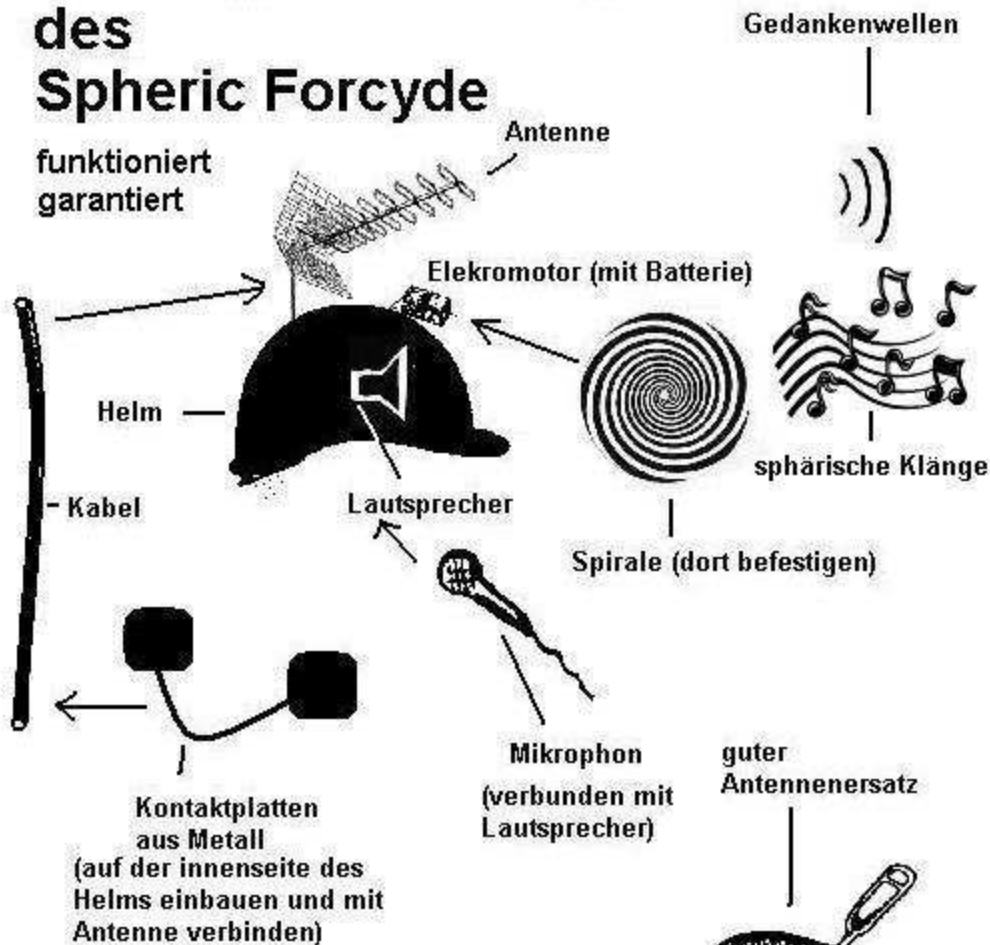 des
Spheric Forcyde
funktioniert
garantiert
Gedankenwellen
Antenne
Elekromotor (mit Batterie)
Helm
Lautsprecher
sphärische Klänge
Kabel
Spirale (dort befestigen)
Mikrophon
(verbunden mit
Lautsprecher)
guter
Antennenersatz
Kontaktplatten
aus Metall
(auf der innenseite des
Helms einbauen und mit
Antenne verbinden)